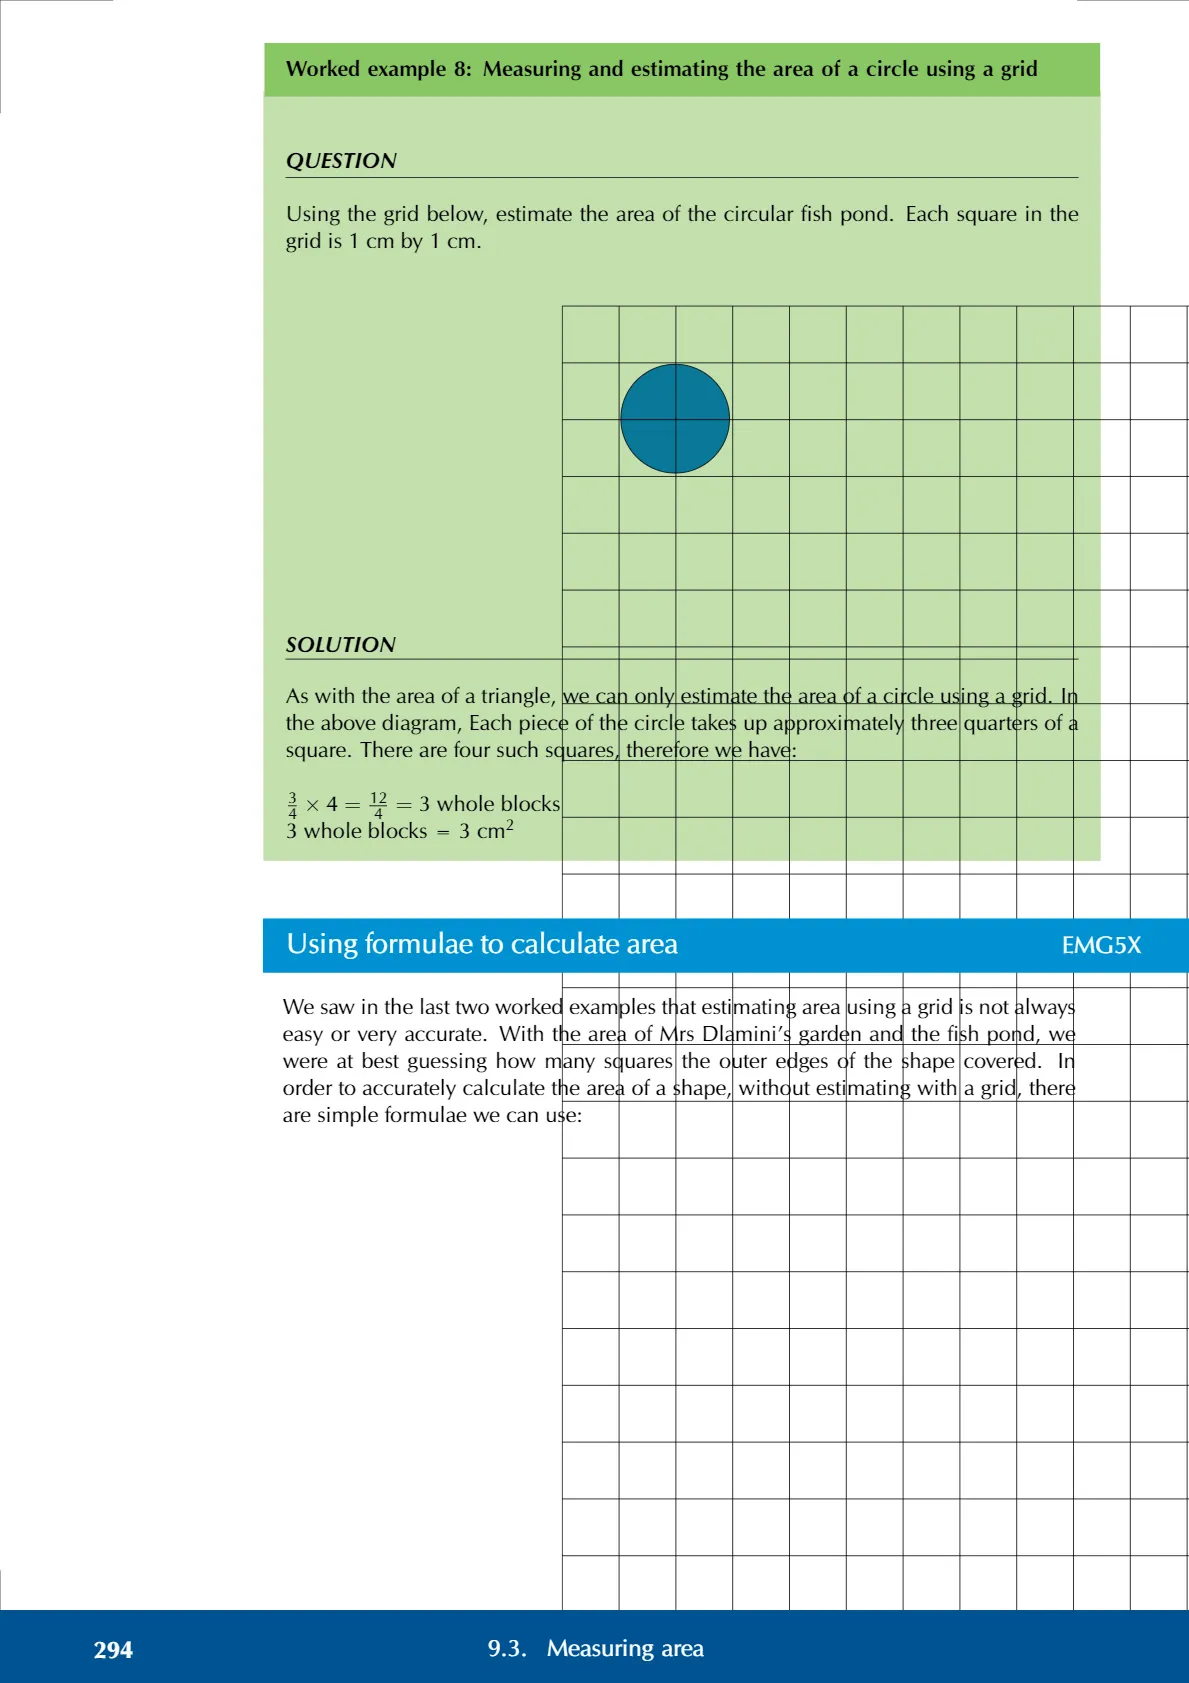 Worked example 8: Measuring and estimating the area of a circle using a grid
QUESTION
Using the grid below, estimate the area of the circular fish pond. Each square in the
grid is 1 cm by 1 cm.
SOLUTION
As with the area of a triangle, we can only estimate the area of a circle using a grid. In
the above diagram, Each piece of the circle takes up approximately three quarters of a
square. There are four such squares, therefore we have:
3/4 × 4 = 12/4 = 3 whole blocks
3 whole blocks = 3 cm²
Using formulae to calculate area EMG5X
We saw in the last two worked examples that estimating area using a grid is not always
easy or very accurate. With the area of Mrs Dlamini's garden and the fish pond, we
were at best guessing how many squares the outer edges of the shape covered. In
order to accurately calculate the area of a shape, without estimating with a grid, there
are simple formulae we can use:
294 9.3. Measuring area